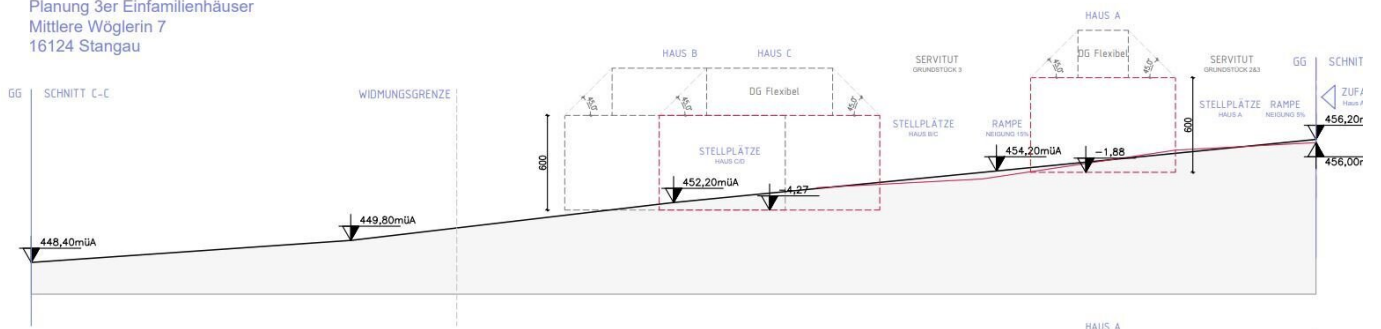 Planung 3er Einfamilienhäuser
Mittlere Wöglerin 7
16124 Stangau
HAUS A
HAUS B
HAUS C
SERVITUT
GRUNDSTÜCK 3
DG Flexibel
SERVITUT
GRUNDSTÜCK 2&3
GG
SCHNIT
GG
SCHNITT C-C
WIDMUNGSGRENZE
45,0°
45,0°
DG Flexibel
45,0°
45,0°
45,0°
ZUFA
Haus A
STELLPLÄTZE
HAUS A
RAMPE
NEIGUNG 5%
456,20m
600
STELLPLÄTZE
HAUS B/C
RAMPE
NEIGUNG 15%
600
STELLPLÄTZE
HAUS C/D
454,20müA
-1,88
456,00m
452,20müA
-4,27
449,80müA
448,40müA
HAUS A